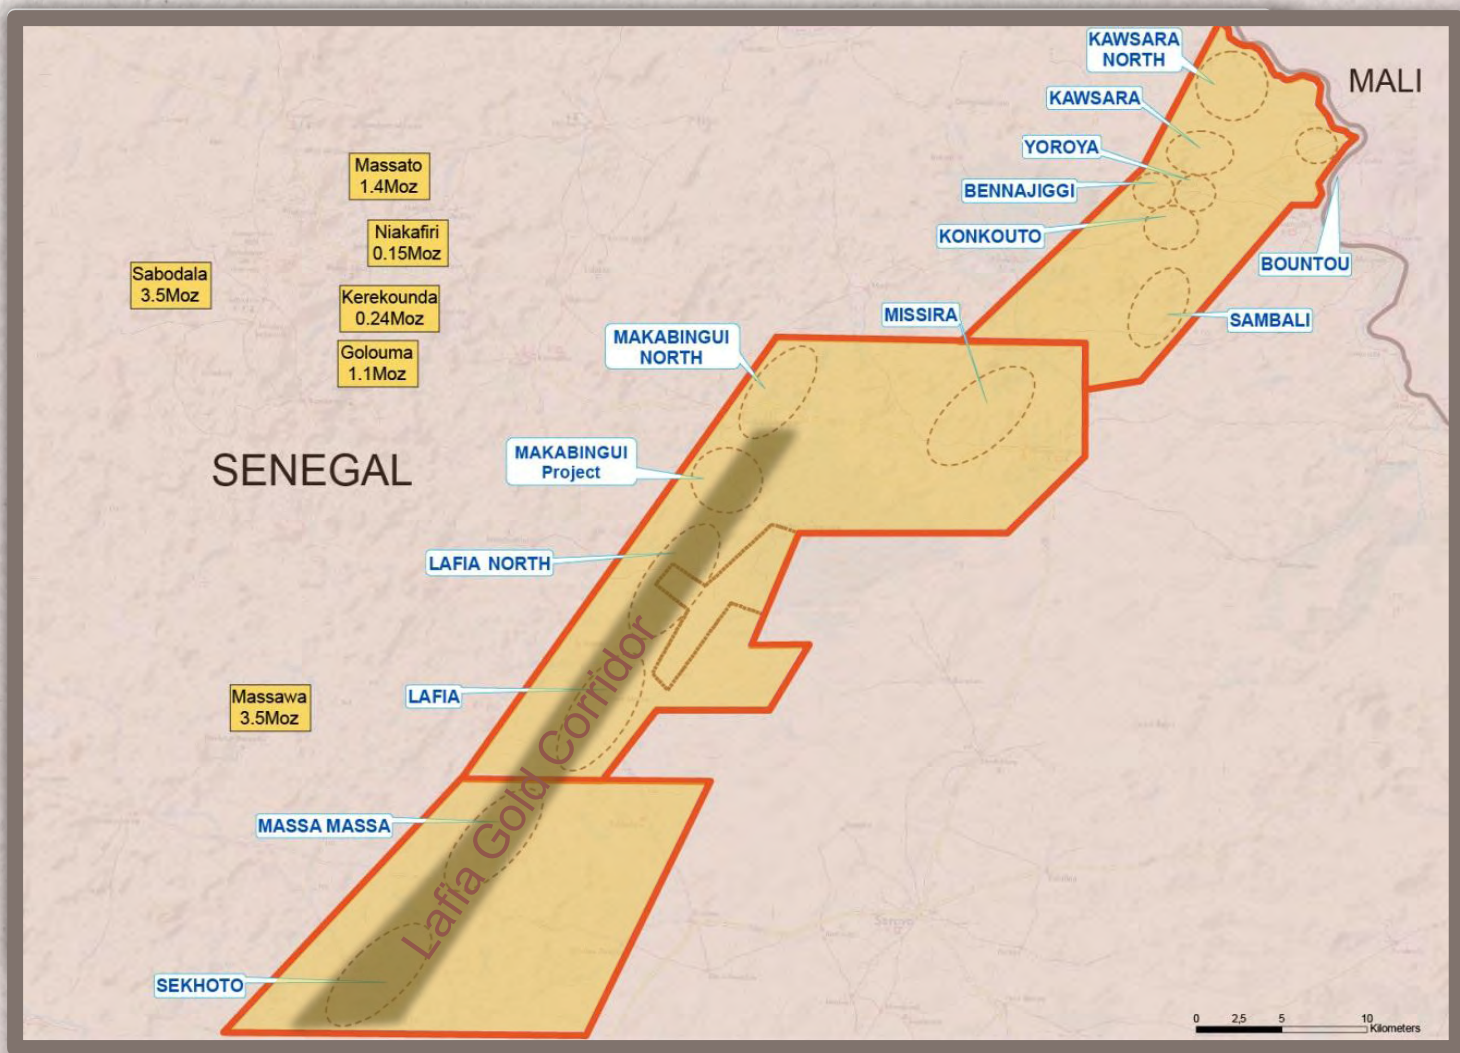 KAWSARA
NORTH
MALI
KAWSARA
YOROYA
BENNAJIGGI
KONKOUTO
BOUNTOU
SAMBALI
MISSIRA
Massato
1.4Moz
Niakafiri
0.15Moz
Sabodala
3.5Moz
Kerekounda
0.24Moz
Golouma
1.1Moz
MAKABINGUI
NORTH
SENEGAL
MAKABINGUI
Project
LAFIA NORTH
LAFIA
Massawa
3.5Moz
Lafia Gold Corridor
MASSA MASSA
SEKHOTO
0 2,5 5 10
Kilometers